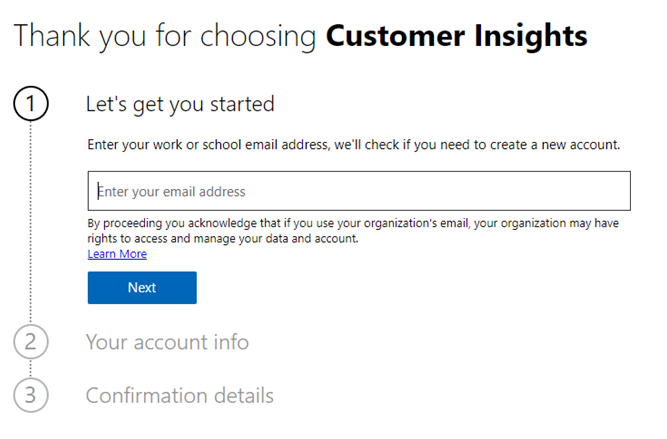 Thank you for choosing Customer Insights
1 Let's get you started
Enter your work or school email address, we'll check if you need to create a new account.
Enter your email address
By proceeding you acknowledge that if you use your organization's email, your organization may have
rights to access and manage your data and account.
Learn More
Next
2 Your account info
3 Confirmation details